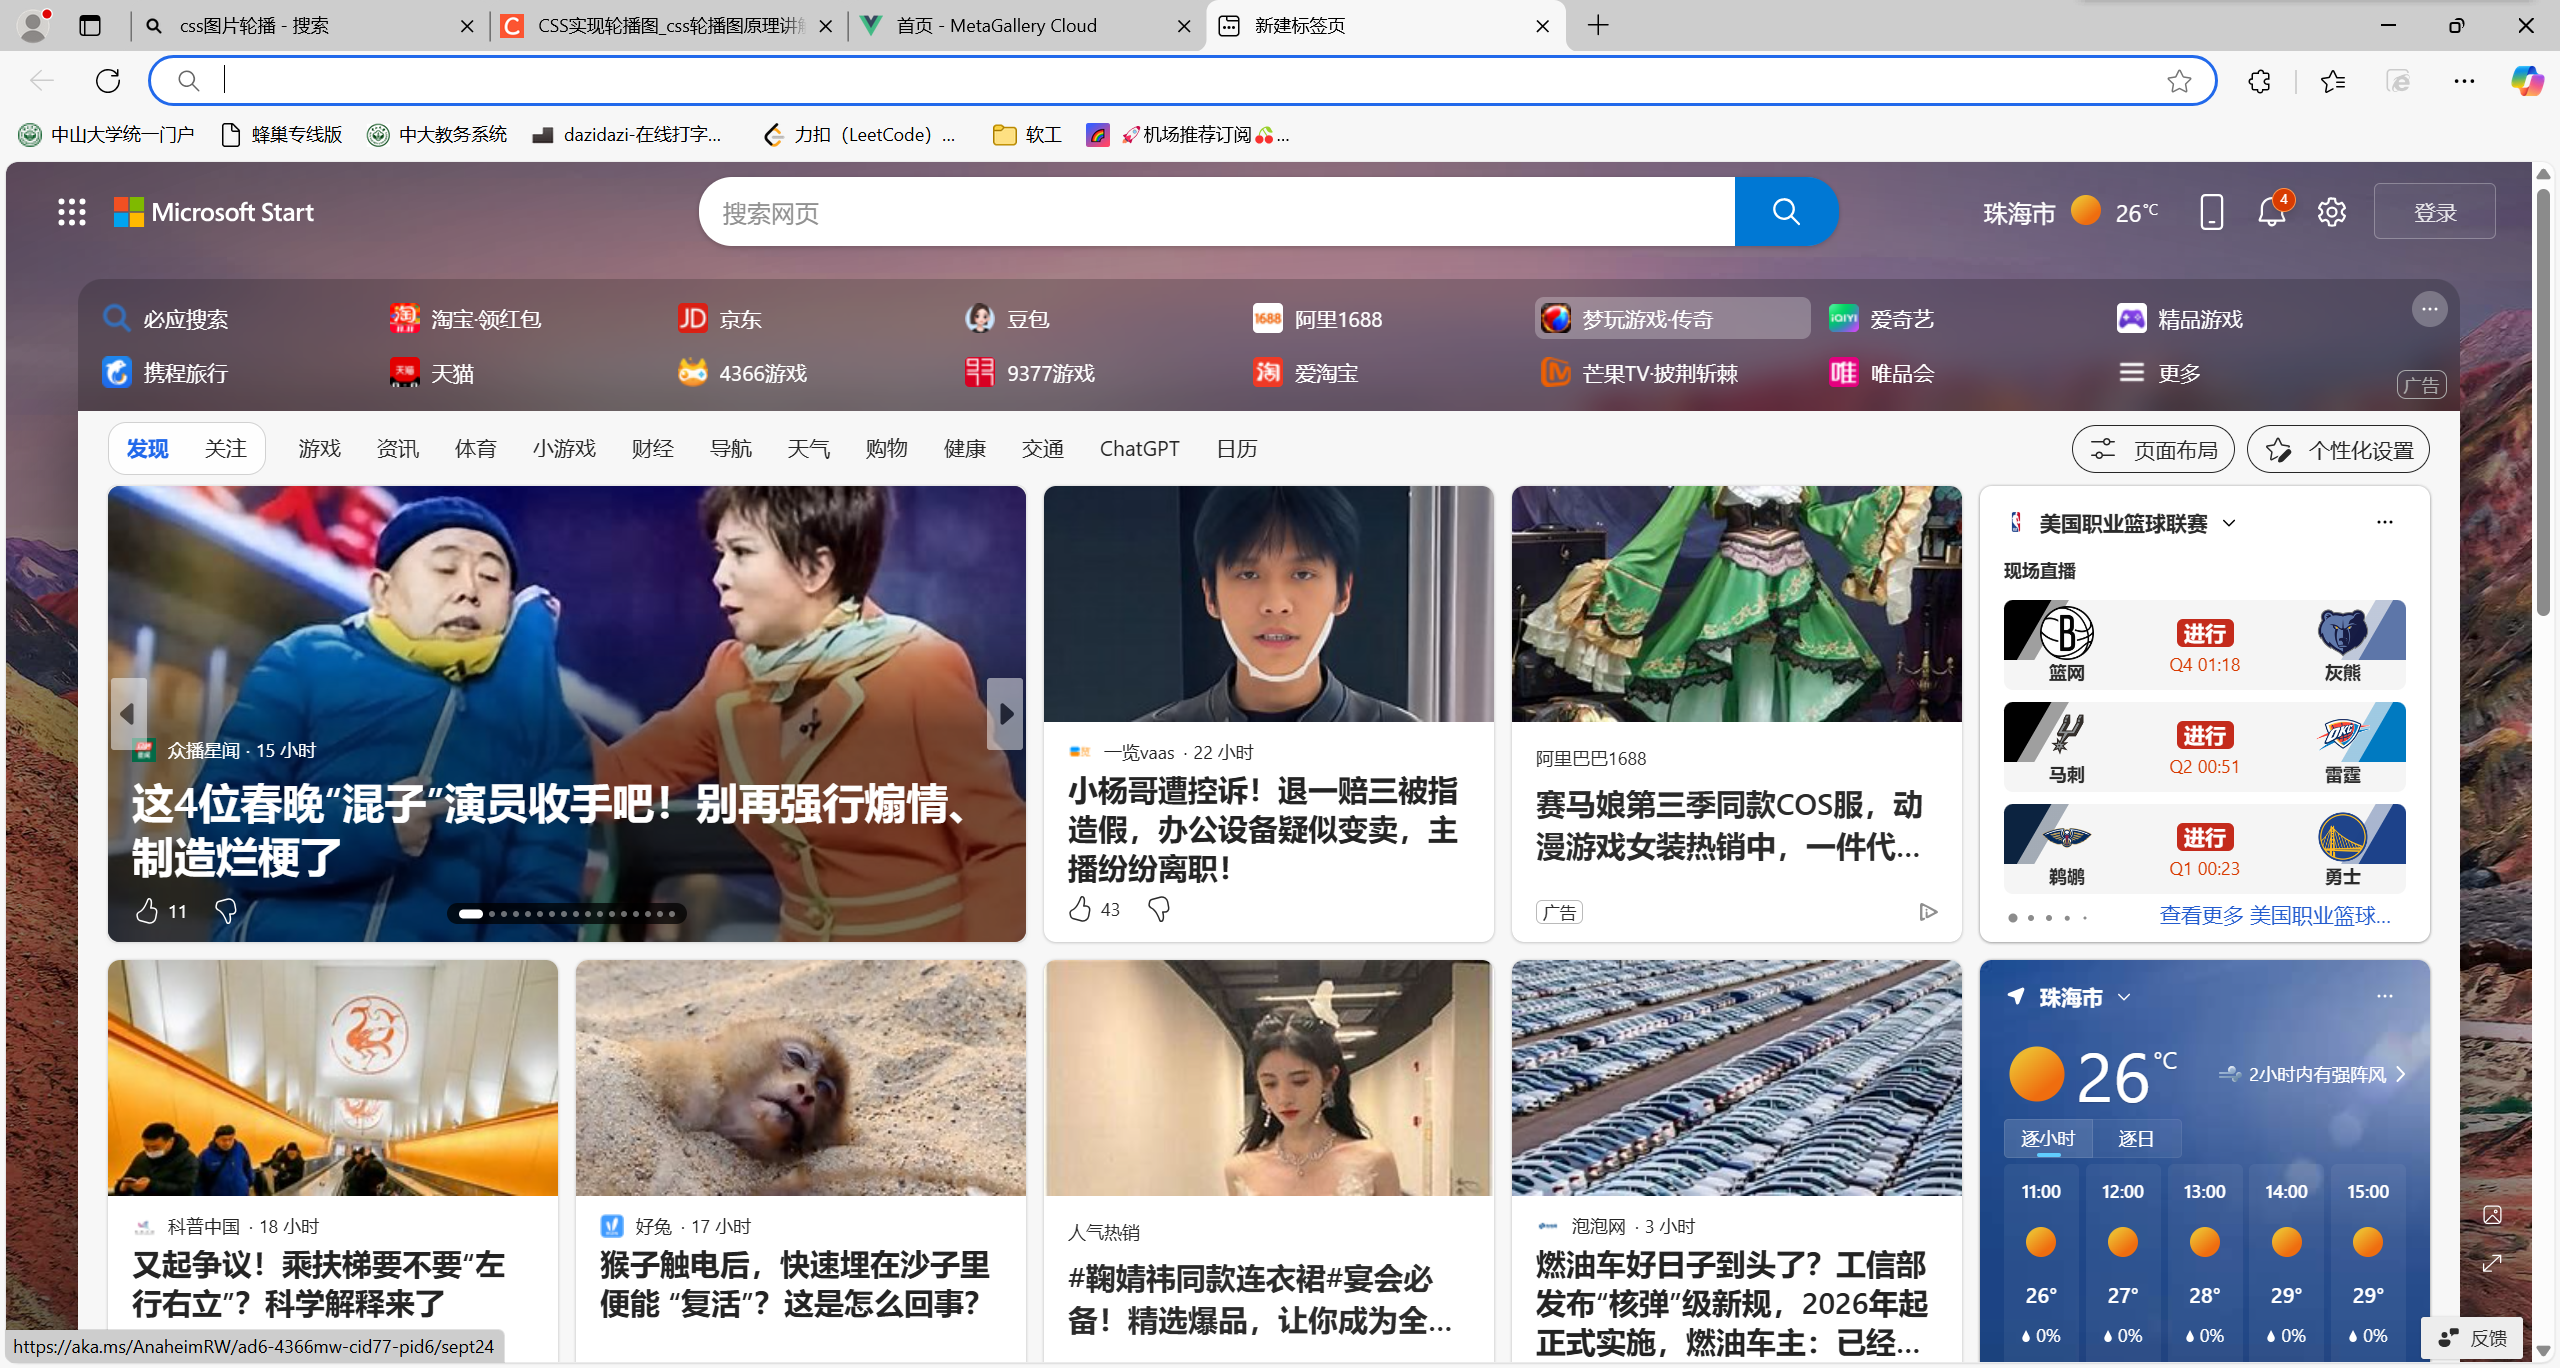 css图片轮播 - 搜索
CSS实现轮播图_css轮播图原理讲解
首页 - MetaGallery Cloud
新建标签页
中山大学统一门户
蜂巢专线版
中大教务系统
dazidazi-在线打字...
力扣（LeetCode）...
软工
🚀机场推荐订阅🍒...
Microsoft Start
搜索网页
珠海市
26°C
4
登录
必应搜索
淘宝·领红包
京东
豆包
阿里1688
梦玩游戏·传奇
爱奇艺
精品游戏
携程旅行
天猫
4366游戏
9377游戏
爱淘宝
芒果TV·披荆斩棘
唯品会
更多
广告
发现
关注
游戏
资讯
体育
小游戏
财经
导航
天气
购物
健康
交通
ChatGPT
日历
页面布局
个性化设置
众播星闻 · 15 小时
这4位春晚“混子”演员收手吧！别再强行煽情、
制造烂梗了
11
一览vaas · 22 小时
小杨哥遭控诉！退一赔三被指
造假，办公设备疑似变卖，主
播纷纷离职！
43
阿里巴巴1688
赛马娘第三季同款COS服，动
漫游戏女装热销中，一件代...
广告
美国职业篮球联赛
现场直播
篮网
进行
Q4 01:18
灰熊
马刺
进行
Q2 00:51
雷霆
鹈鹕
进行
Q1 00:23
勇士
查看更多 美国职业篮球...
科普中国 · 18 小时
又起争议！乘扶梯要不要“左
行右立”？科学解释来了
好兔 · 17 小时
猴子触电后，快速埋在沙子里
便能 “复活”？这是怎么回事？
人气热销
#鞠婧祎同款连衣裙#宴会必
备！精选爆品，让你成为全...
泡泡网 · 3 小时
燃油车好日子到头了？工信部
发布“核弹”级新规，2026年起
正式实施，燃油车主：已经...
珠海市
26°C
2小时内有强阵风
逐小时
逐日
11:00
12:00
13:00
14:00
15:00
26°
27°
28°
29°
29°
0%
0%
0%
0%
0%
反馈
https://aka.ms/AnaheimRW/ad6-4366mw-cid77-pid6/sept24